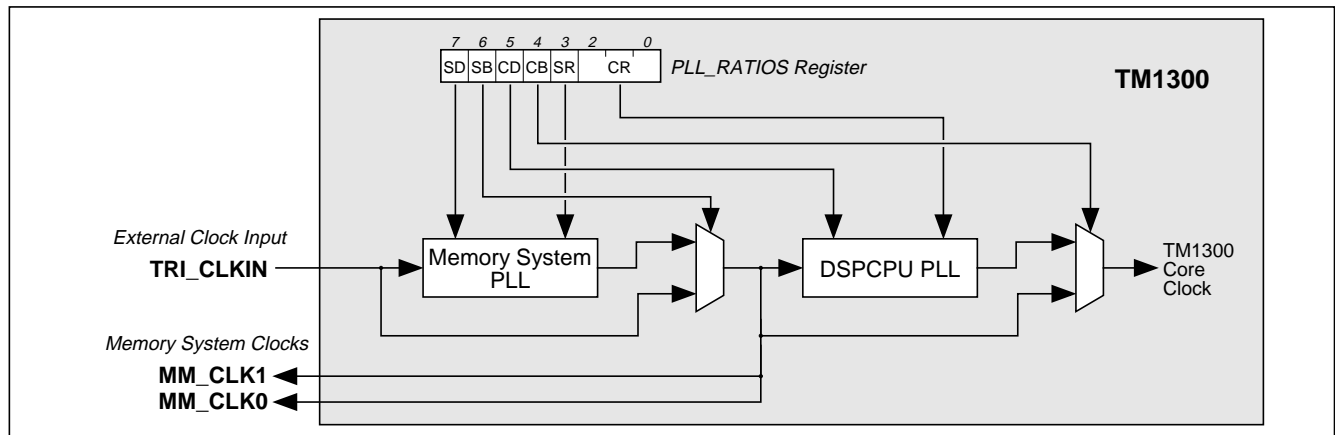 7 6 5 4 3 2 0
SD SB CD CB SR CR
PLL_RATIOS Register
TM1300
External Clock Input
TRI_CLKIN
Memory System
PLL
DSPCPU PLL
TM1300
Core
Clock
Memory System Clocks
MM_CLK1
MM_CLK0